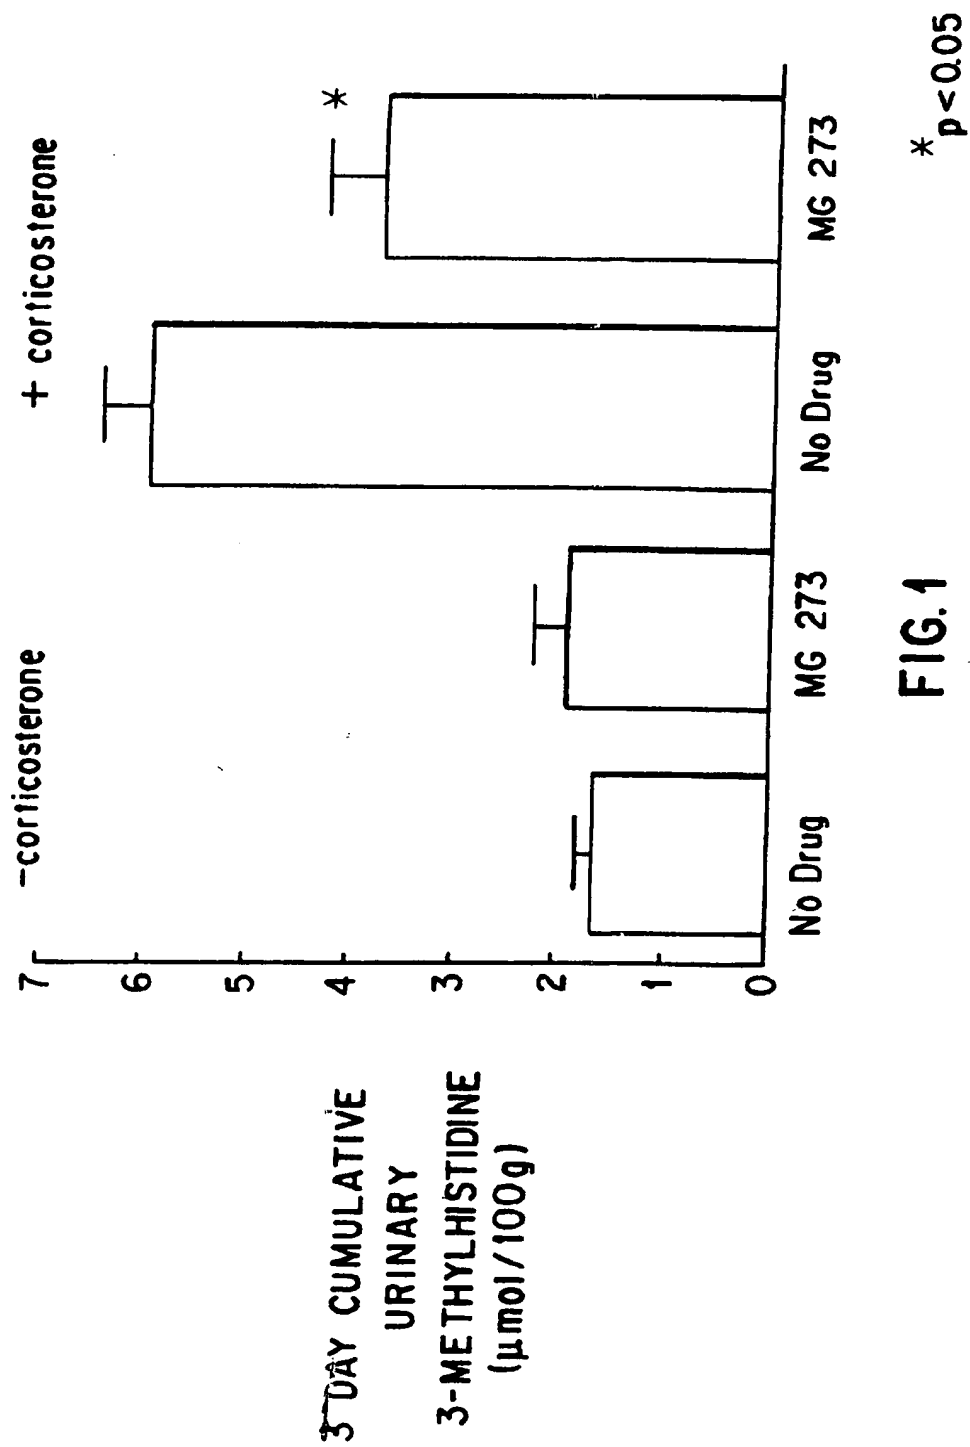 -corticosterone
+ corticosterone
7
6
5
4
3
2
1
0
*
3 DAY CUMULATIVE
URINARY
3-METHYLHISTIDINE
(μmol/100g)
No Drug
MG 273
No Drug
MG 273
* p<0.05
FIG. 1